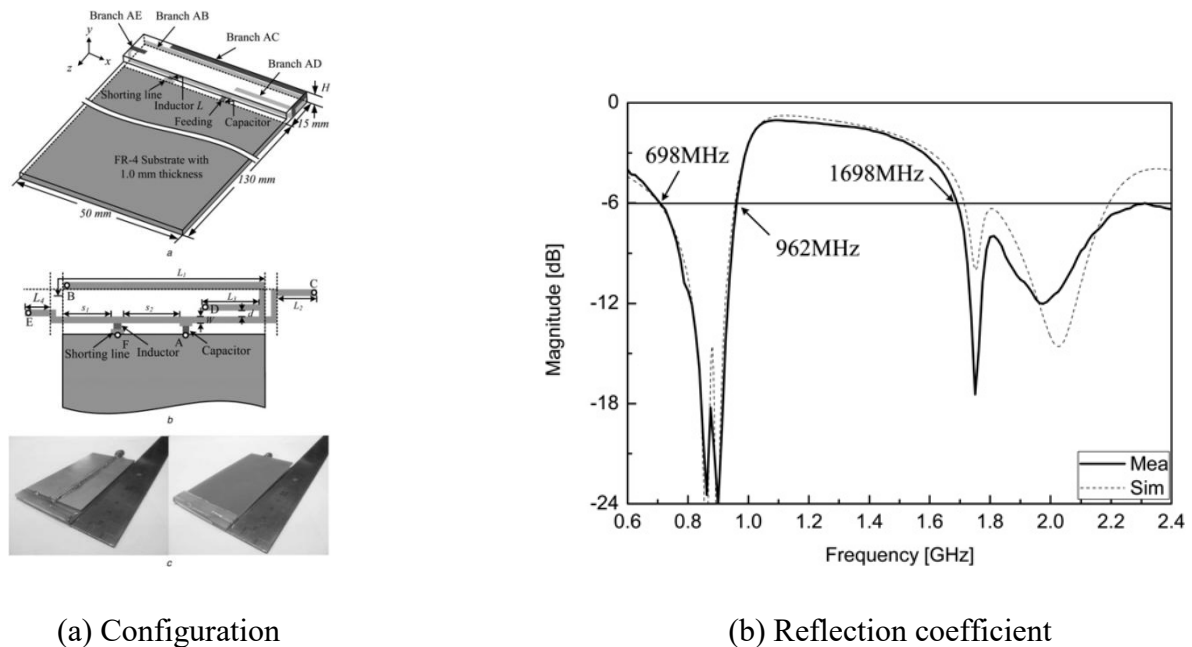 Branch AE
Branch AB
Branch AC
Branch AD
y
x
z
H
Shorting line
Inductor L
Feeding
Capacitor
15 mm
FR-4 Substrate with
1.0 mm thickness
130 mm
50 mm
a
L1
B
C
L4
E
s1
s2
L3
D
d
W
L2
Shorting line
F
Inductor
A
Capacitor
b
c
0
-6
-12
-18
-24
Magnitude [dB]
698MHz
1698MHz
962MHz
Mea
Sim
0.6 0.8 1.0 1.2 1.4 1.6 1.8 2.0 2.2 2.4
Frequency [GHz]
(a) Configuration
(b) Reflection coefficient